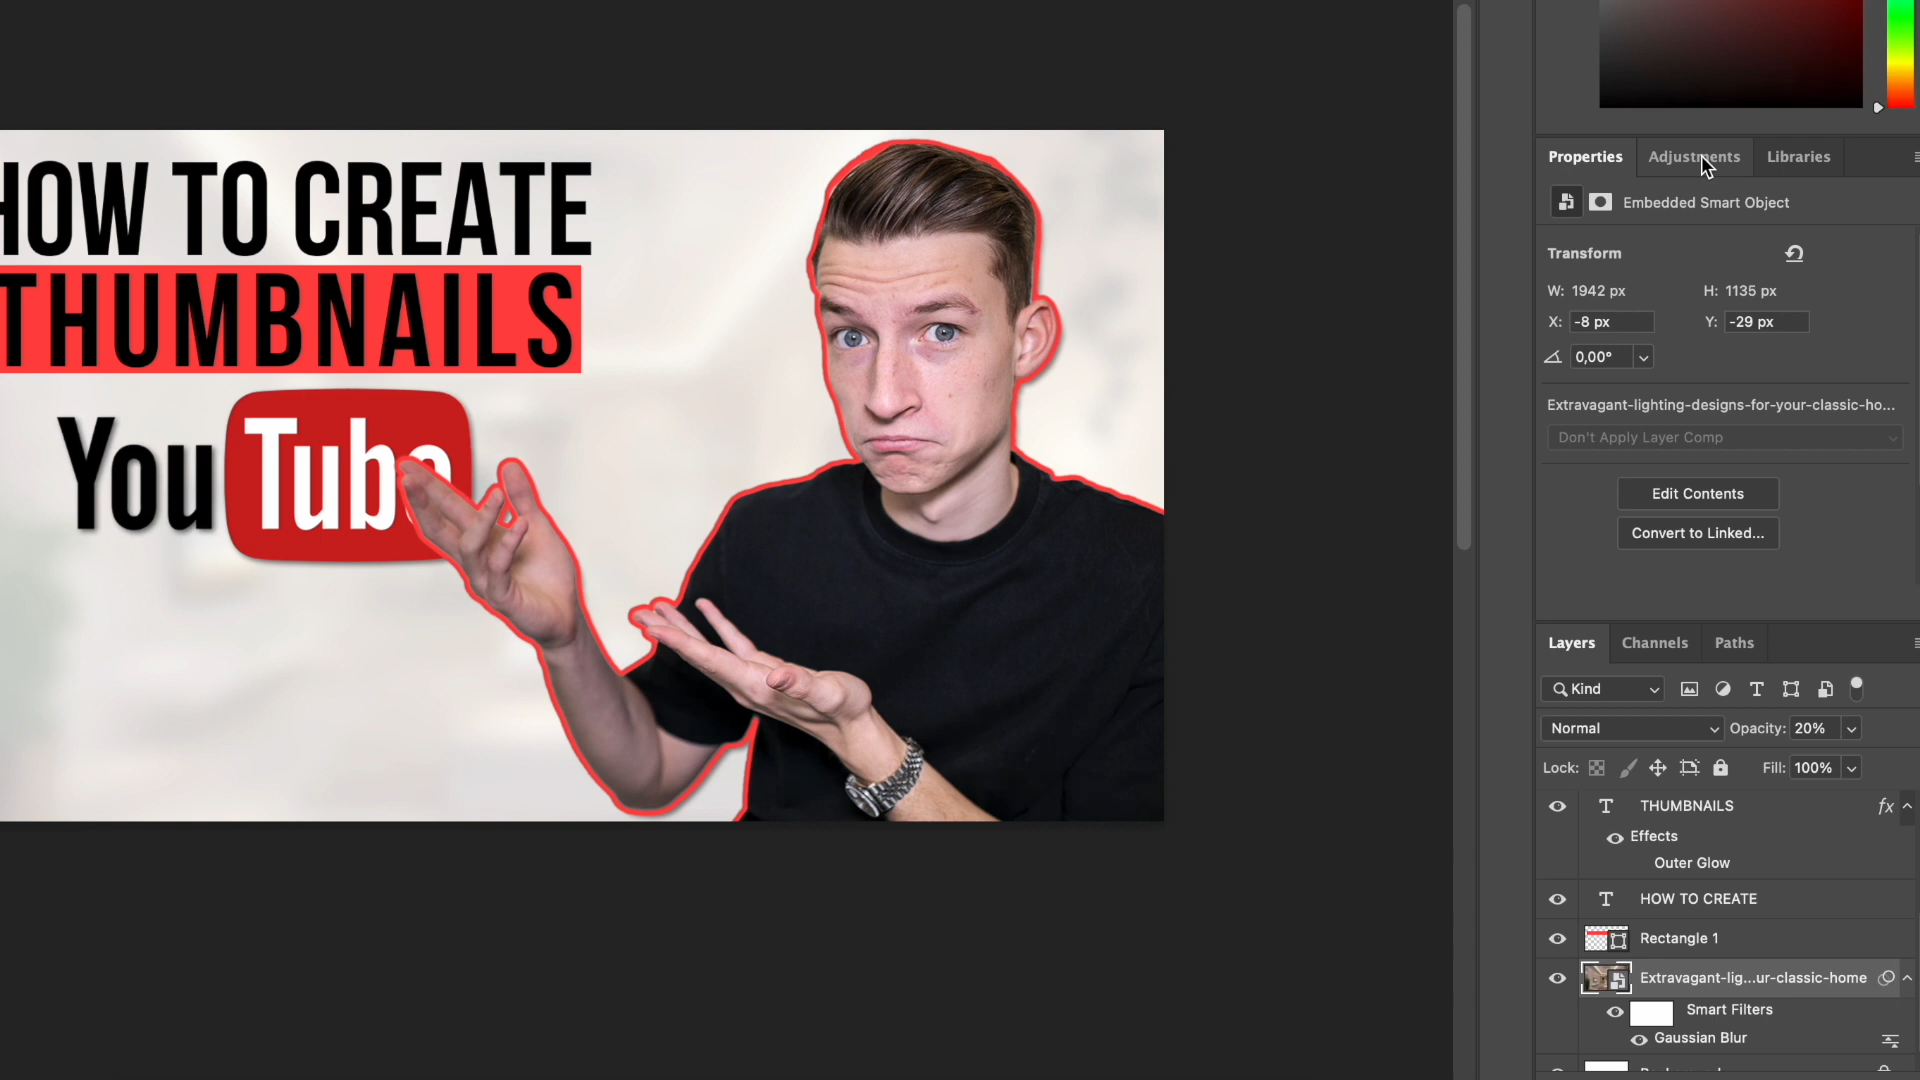 HOW TO CREATE
THUMBNAILS
YouTube
Properties
Adjustments
Libraries
Embedded Smart Object
Transform
W: 1942 px
H: 1135 px
X: -8 px
Y: -29 px
0,00°
Extravagant-lighting-designs-for-your-classic-ho...
Don't Apply Layer Comp
Edit Contents
Convert to Linked...
Layers
Channels
Paths
Kind
Normal
Opacity: 20%
Lock:
Fill: 100%
T THUMBNAILS fx
Effects
Outer Glow
T HOW TO CREATE
Rectangle 1
Extravagant-lig...ur-classic-home
Smart Filters
Gaussian Blur